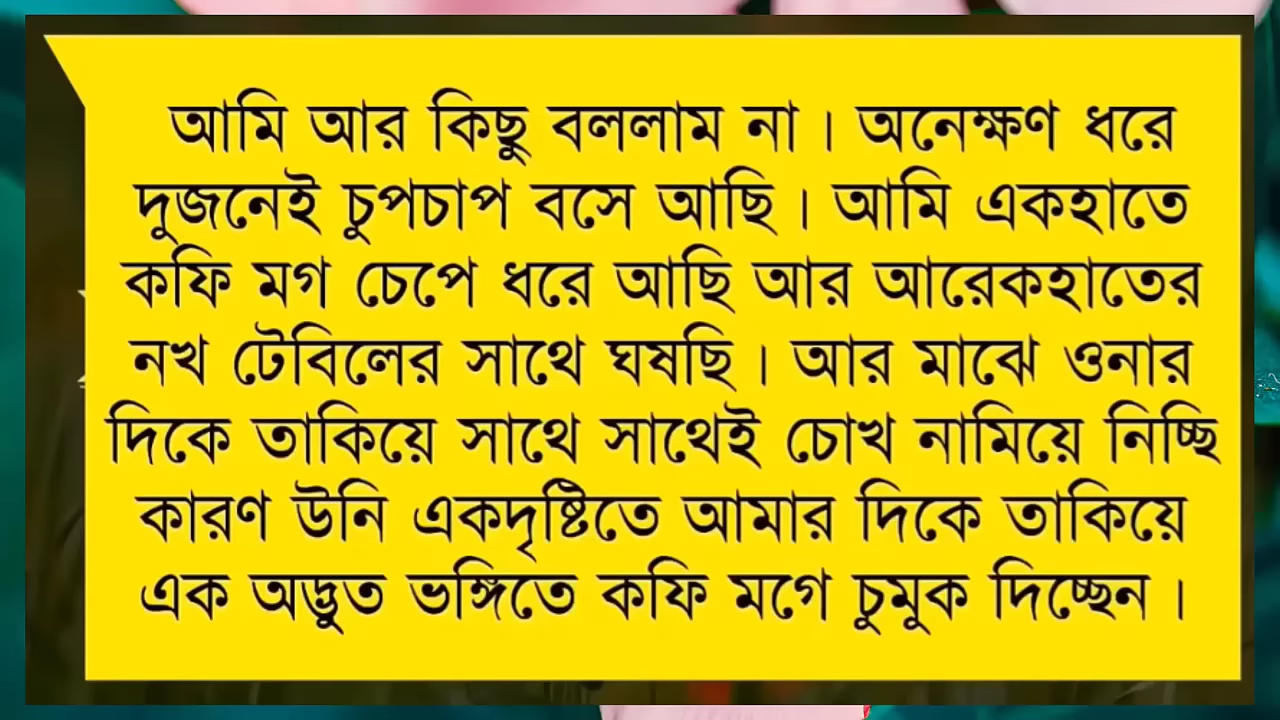 আমি আর কিছু বললাম না। অনেক্ষণ ধরে
দুজনেই চুপচাপ বসে আছি। আমি একহাতে
কফি মগ চেপে ধরে আছি আর আরেকহাতের
নখ টেবিলের সাথে ঘষছি। আর মাঝে ওনার
দিকে তাকিয়ে সাথে সাথেই চোখ নামিয়ে নিচ্ছি
কারণ উনি একদৃষ্টিতে আমার দিকে তাকিয়ে
এক অদ্ভুত ভঙ্গিতে কফি মগে চুমুক দিচ্ছেন।